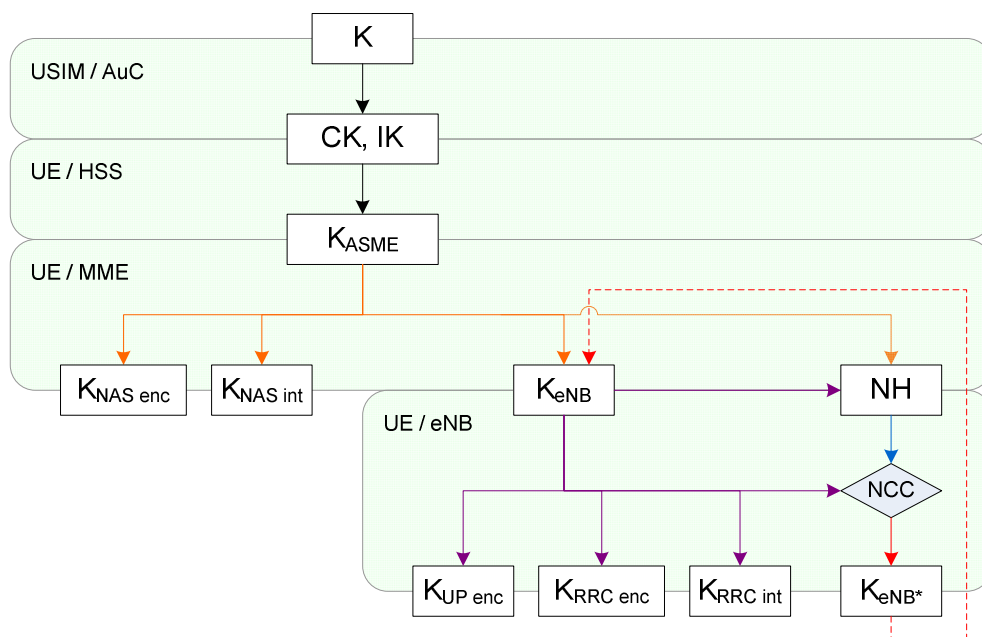 K
USIM / AuC
CK, IK
UE / HSS
KASME
UE / MME
KNAS enc
KNAS int
KeNB
NH
UE / eNB
NCC
KUP enc
KRRC enc
KRRC int
KeNB*